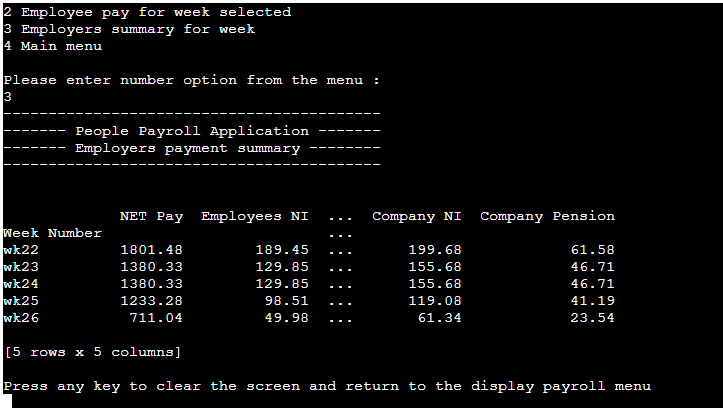 2 Employee pay for week selected
3 Employers summary for week
4 Main menu
Please enter number option from the menu :
3
------------------------------------------
------- People Payroll Application -------
------- Employers payment summary --------
------------------------------------------
NET Pay  Employees NI  ...  Company NI  Company Pension
Week Number                         ...
wk22         1801.48        189.45  ...      199.68            61.58
wk23         1380.33        129.85  ...      155.68            46.71
wk24         1380.33        129.85  ...      155.68            46.71
wk25         1233.28         98.51  ...      119.08            41.19
wk26          711.04         49.98  ...       61.34            23.54
[5 rows x 5 columns]
Press any key to clear the screen and return to the display payroll menu